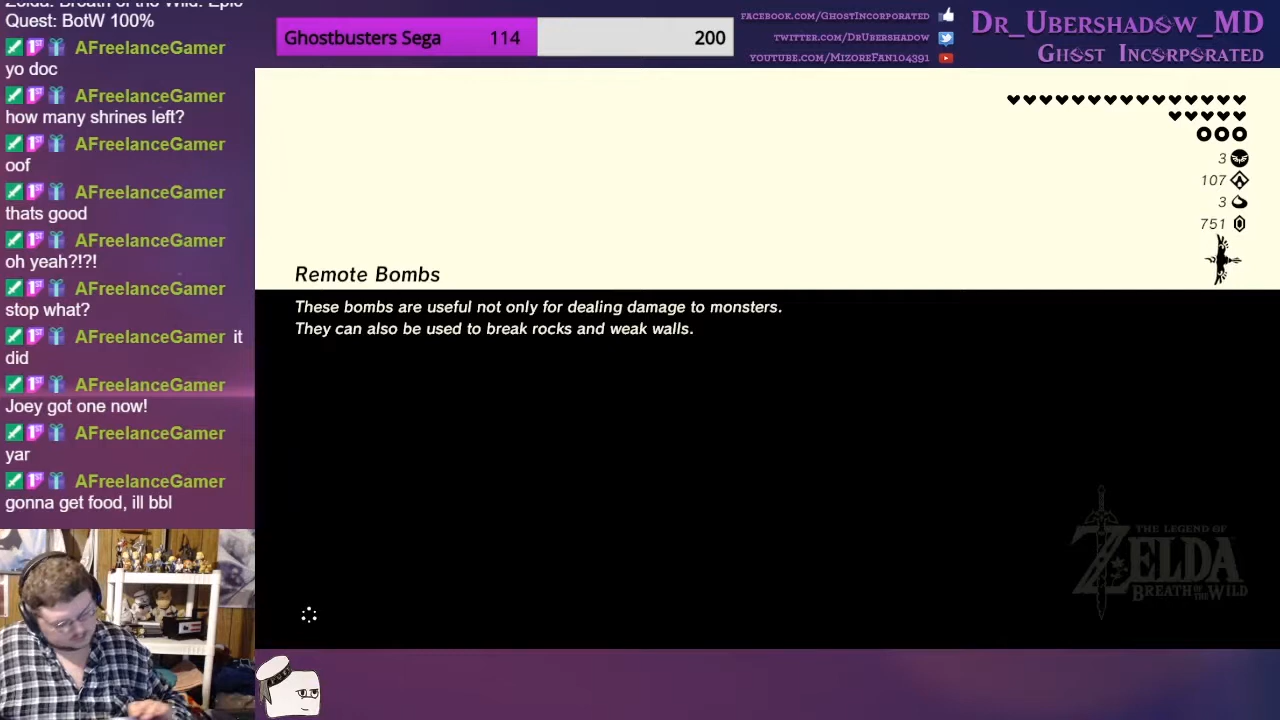 Zelda: Breath of the Wild: Epic
Quest: BotW 100%
AFreelanceGamer
yo doc
AFreelanceGamer
how many shrines left?
AFreelanceGamer
oof
AFreelanceGamer
thats good
AFreelanceGamer
oh yeah?!?!
AFreelanceGamer
stop what?
AFreelanceGamer it
did
AFreelanceGamer
Joey got one now!
AFreelanceGamer
yar
AFreelanceGamer
gonna get food, ill bbl
Ghostbusters Sega 114 200
facebook.com/GhostIncorporated
twitter.com/DrUbershadow
youtube.com/MizoreFan104391
Dr_Ubershadow_MD
Ghost Incorporated
3
107
3
751
Remote Bombs
These bombs are useful not only for dealing damage to monsters.
They can also be used to break rocks and weak walls.
THE LEGEND OF
ZELDA
BREATH OF THE WILD